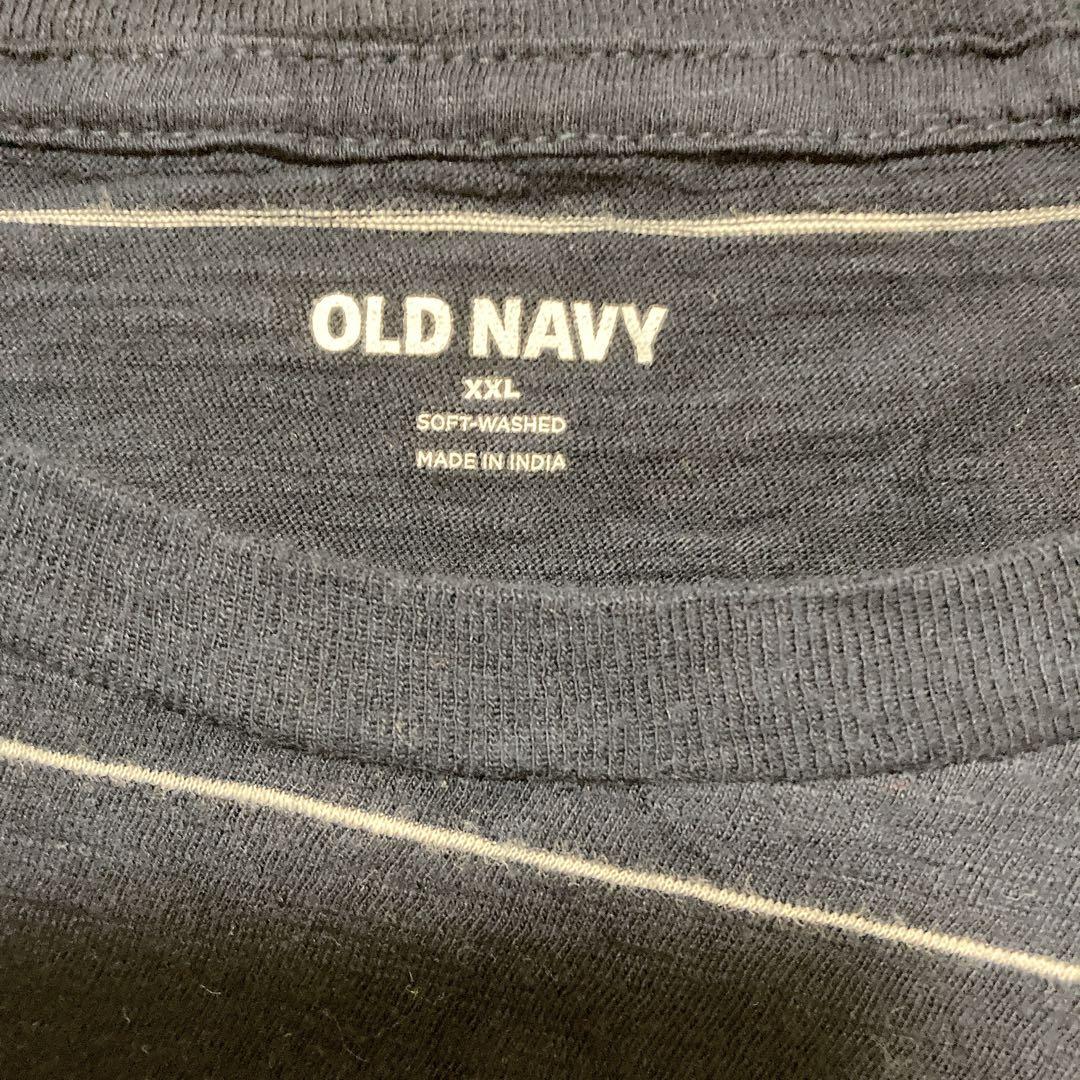 OLD NAVY
XXL
SOFT-WASHED
MADE IN INDIA